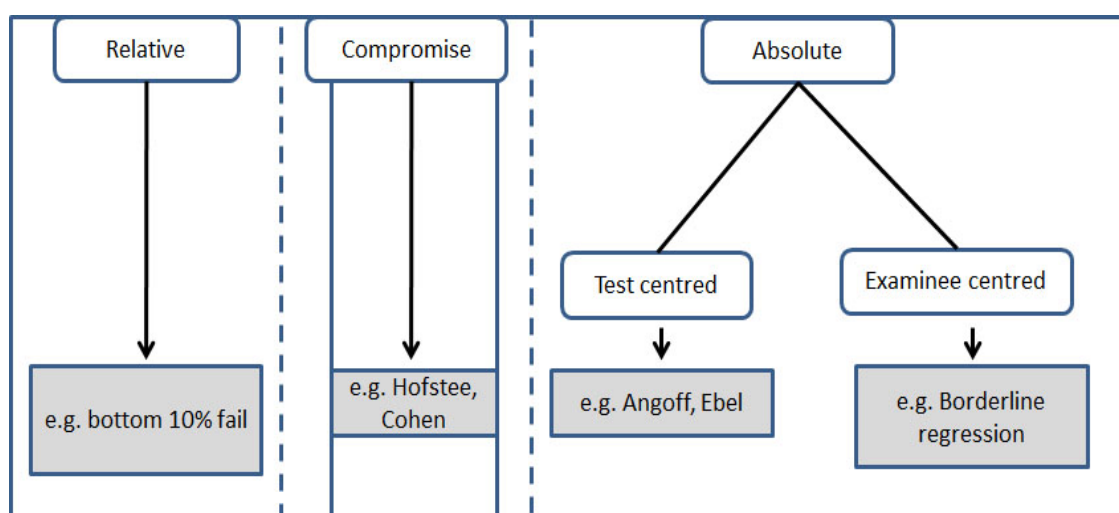 Relative
Compromise
Absolute
Test centred
Examinee centred
e.g. bottom 10% fail
e.g. Hofstee,
Cohen
e.g. Angoff, Ebel
e.g. Borderline
regression